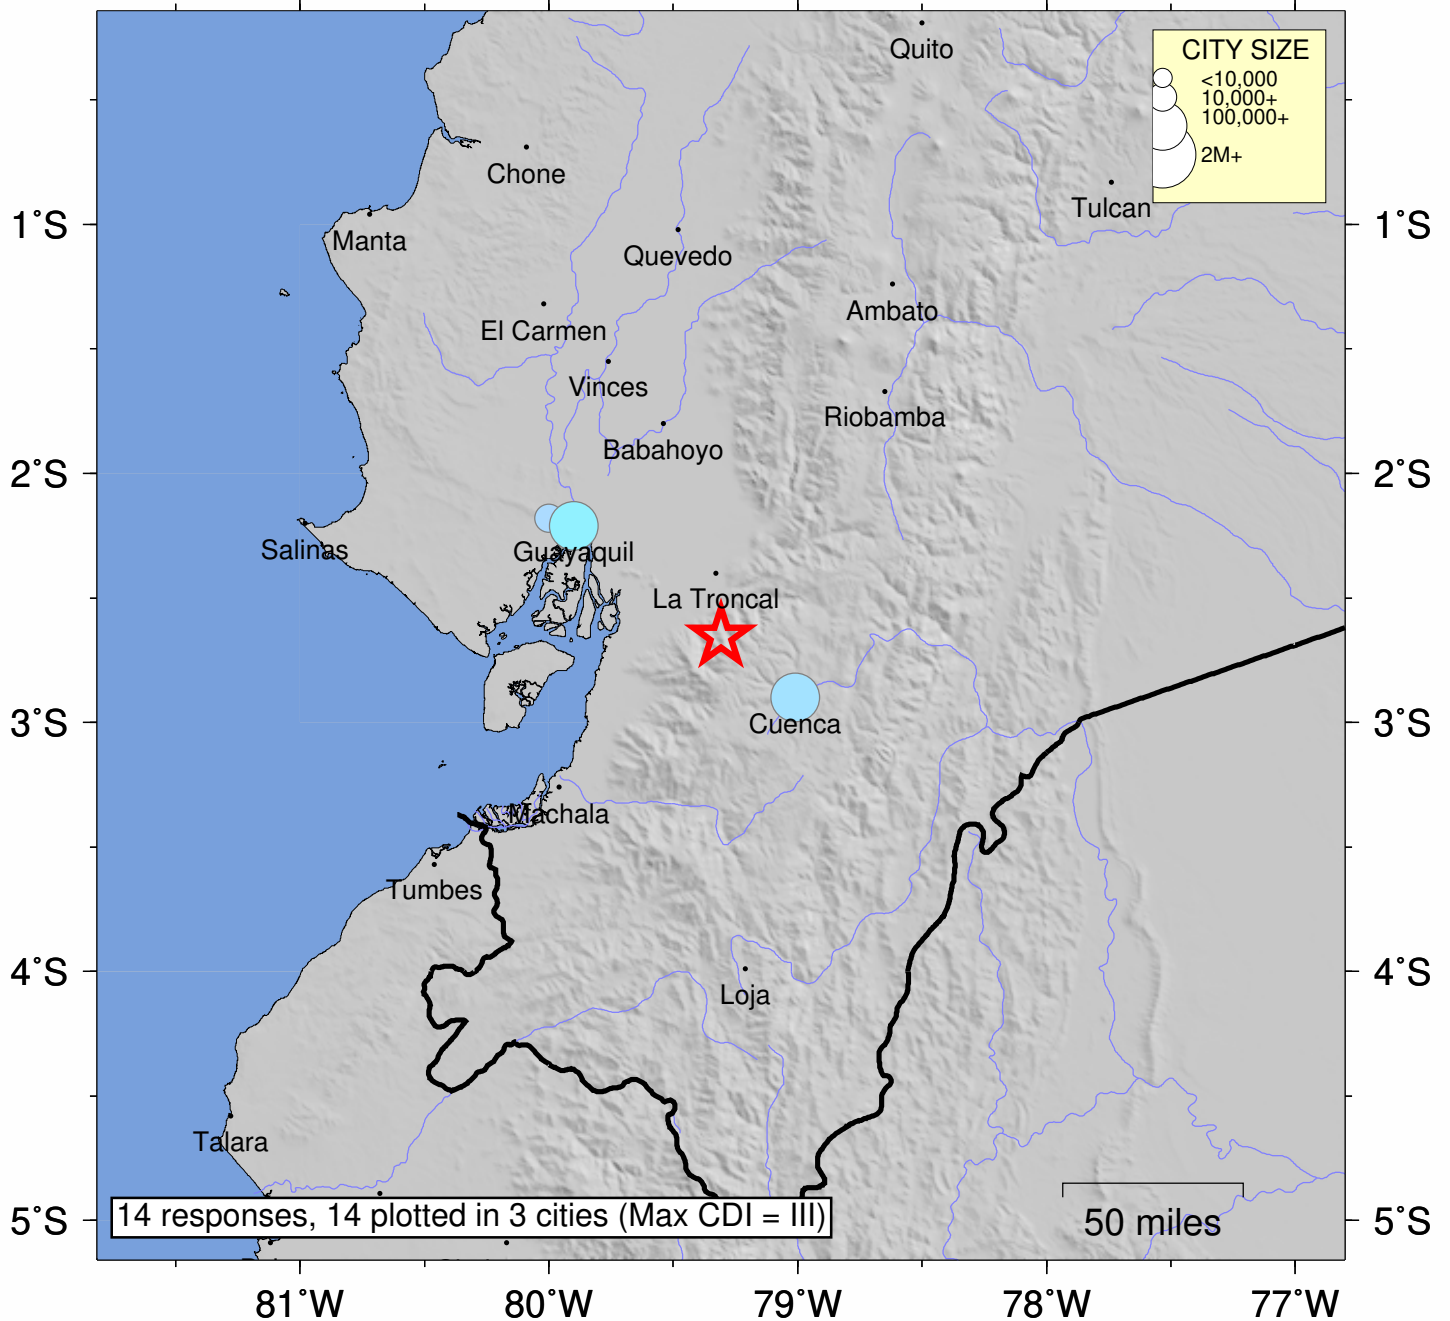 Quito
CITY SIZE
<10,000
10,000+
100,000+
2M+
Chone
Tulcan
1°S
1°S
Manta
Quevedo
Ambato
El Carmen
Vinces
Riobamba
Babahoyo
2°S
2°S
Salinas
Guayaquil
La Troncal
3°S
3°S
Cuenca
Machala
Tumbes
4°S
4°S
Loja
Talara
14 responses, 14 plotted in 3 cities (Max CDI = III)
50 miles
5°S
5°S
81°W
80°W
79°W
78°W
77°W